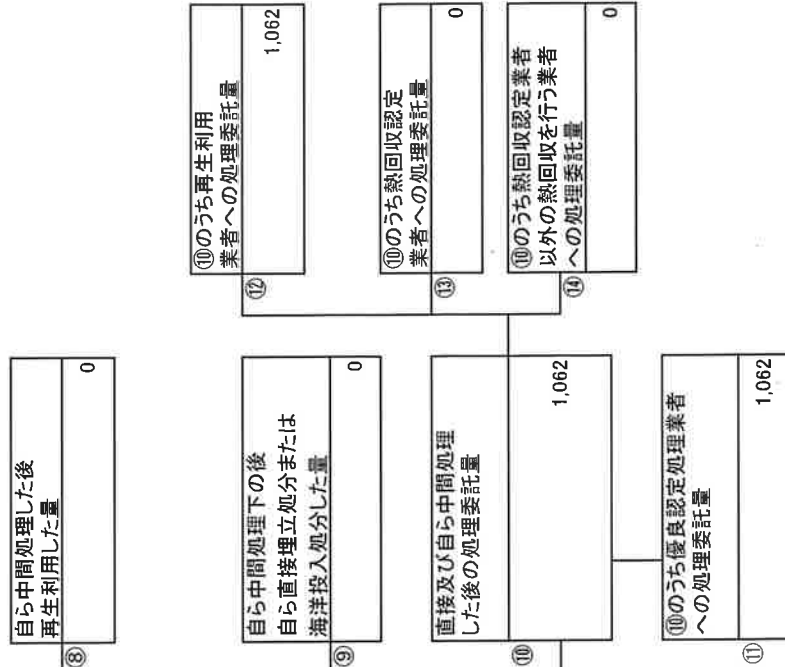 ⑧
自ら中間処理した後
再生利用した量
0
⑨
自ら中間処理下の後
自ら直接埋立処分または
海洋投入処分した量
0
⑩
直接及び自ら中間処理
した後の処理委託量
1,062
⑪
⑩のうち優良認定処理業者
への処理委託量
1,062
⑫
⑩のうち再生利用
業者への処理委託量
1,062
⑬
⑩のうち熱回収認定
業者への処理委託量
0
⑭
⑩のうち熱回収認定業者
以外の熱回収を行う業者
への処理委託量
0